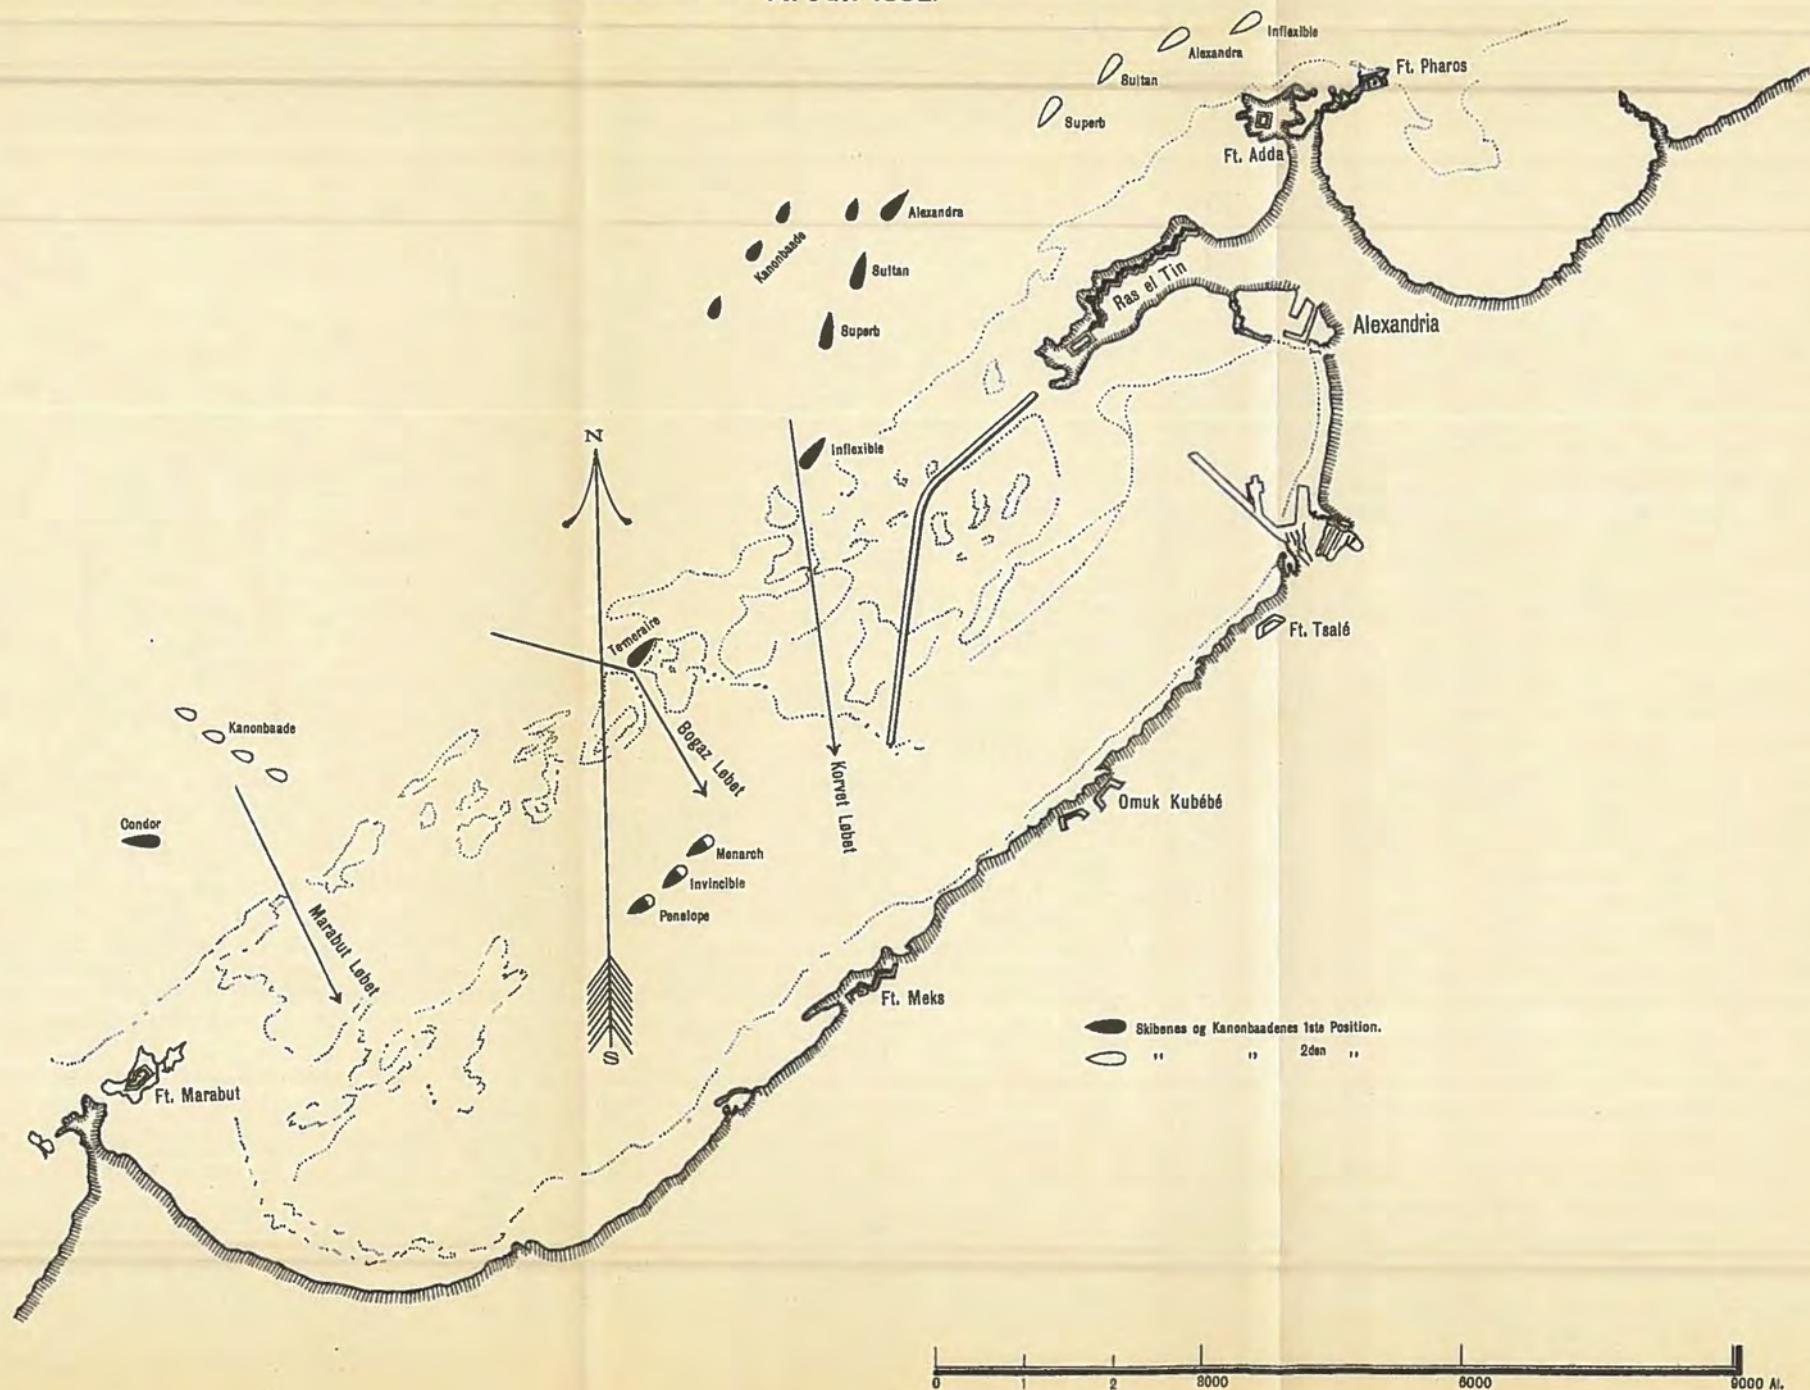 Inflexible
Alexandra
Sultan
Superb
Ft. Pharos
Ft. Adda
Alexandra
Kanonbaade
Sultan
Superb
Ras el Tin
Alexandria
N
Inflexible
Temeraire
Ft. Tsalé
Kanonbaade
Bogaz Løbet
Korvet Løbet
Omuk Kubébé
Condor
Monarch
Invincible
Penelope
Marabut Løbet
Ft. Meks
Skibenes og Kanonbaadenes 1ste Position.
" " 2den "
S
Ft. Marabut
0 1 2 3000 6000 9000 Al.